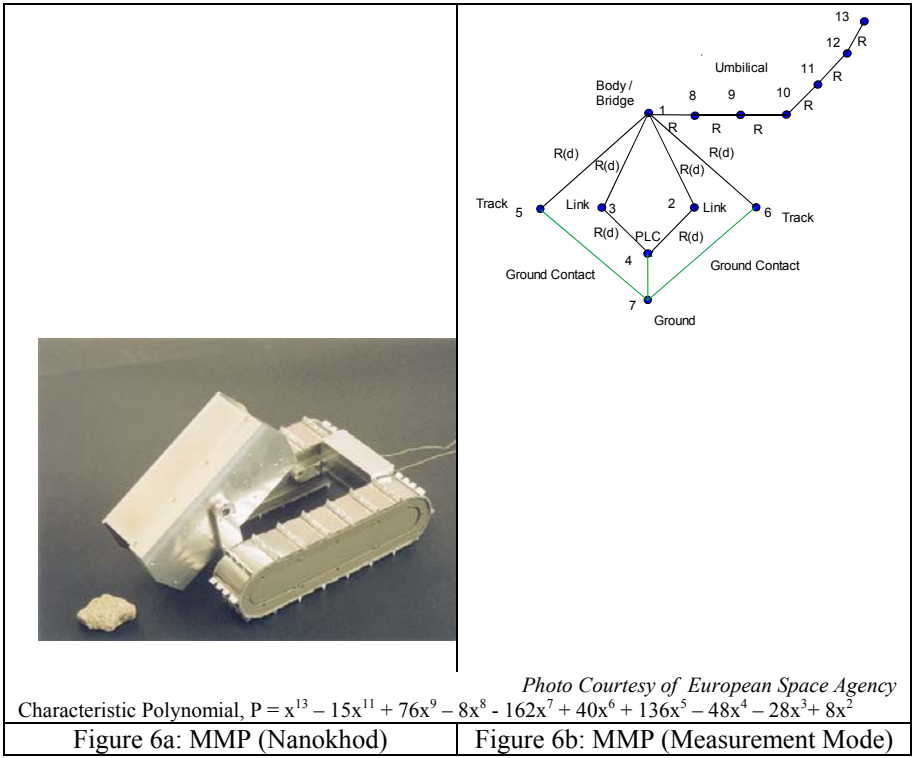 13
12
R
11
R
Umbilical
Body /
Bridge
8
9
10
R
1
R
R
R
R(d)
R(d)
R(d)
R(d)
Track
5
Link
3
2
Link
6
Track
R(d)
PLC
R(d)
4
Ground Contact
Ground Contact
7
Ground
Photo Courtesy of European Space Agency
Characteristic Polynomial, P = x¹³ – 15x¹¹ + 76x⁹ – 8x⁸ - 162x⁷ + 40x⁶ + 136x⁵ – 48x⁴ – 28x³+ 8x²
Figure 6a: MMP (Nanokhod)
Figure 6b: MMP (Measurement Mode)